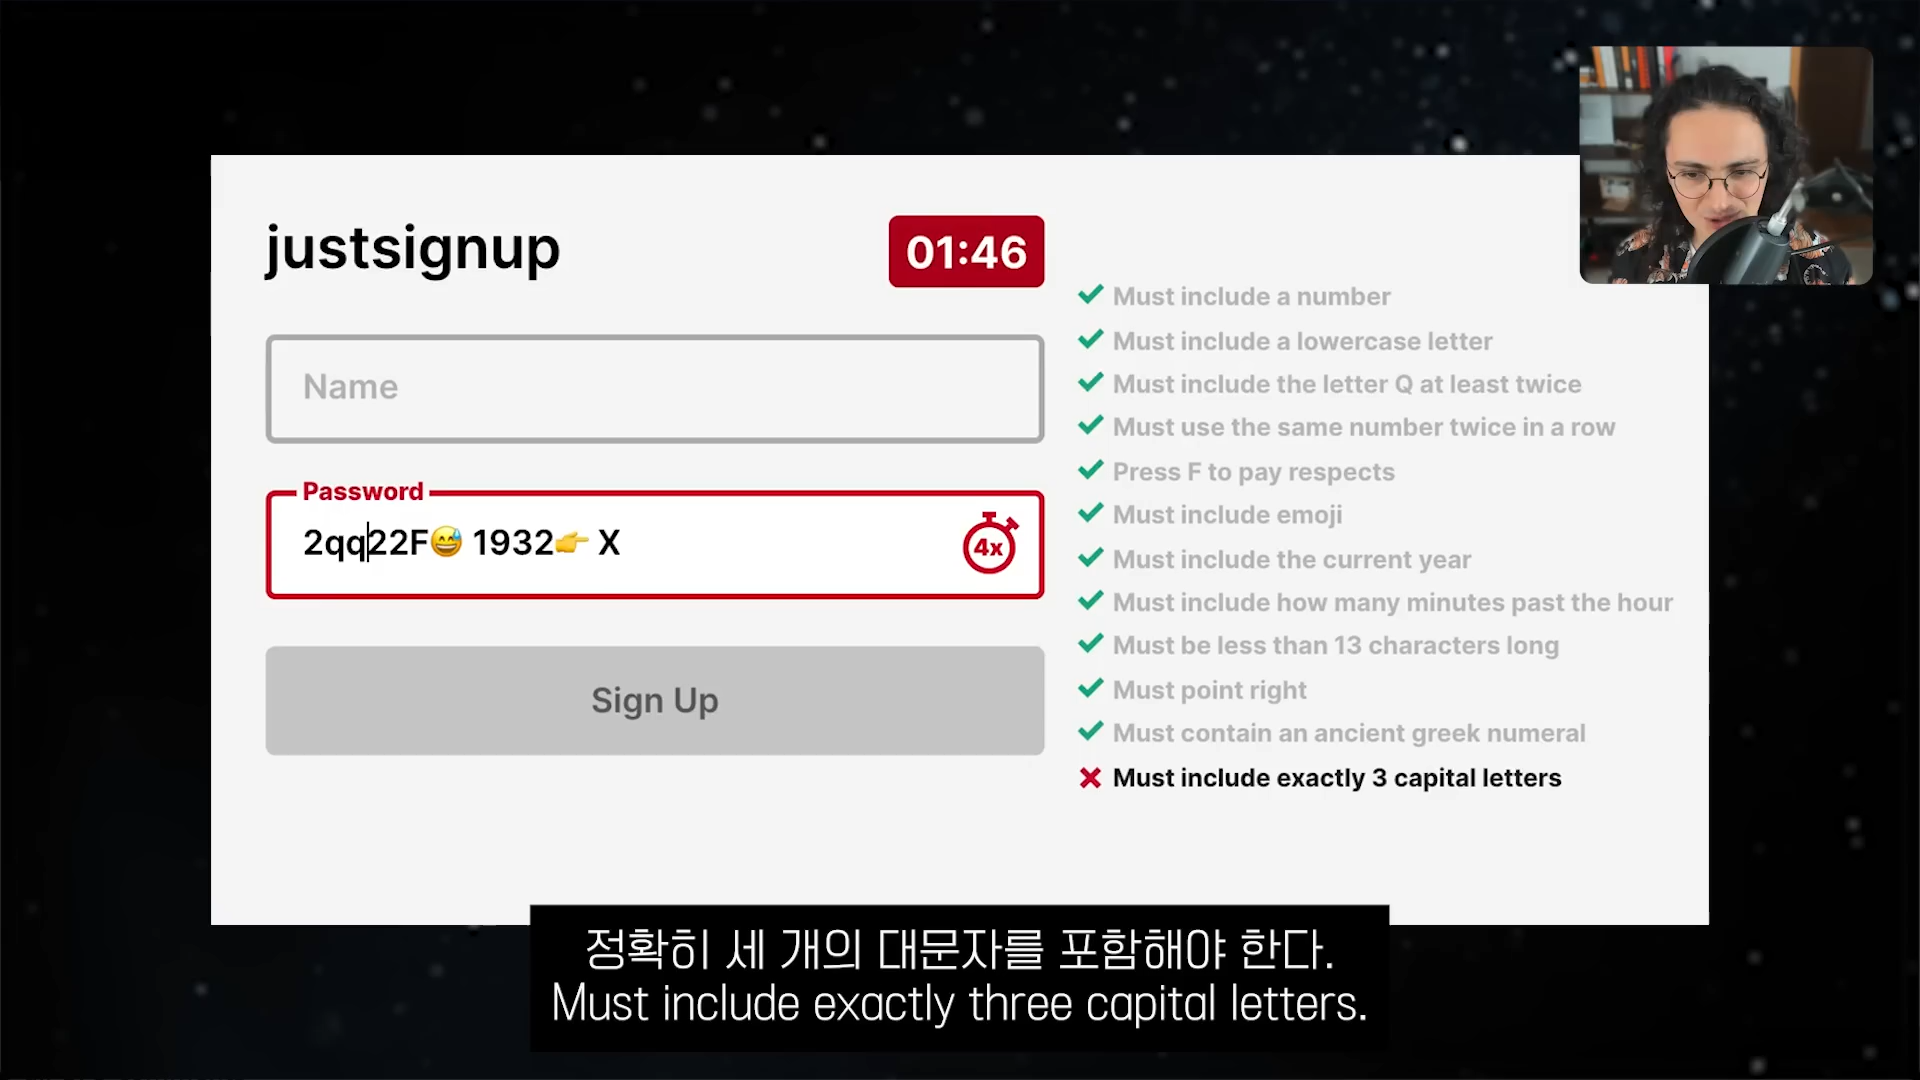 justsignup
01:46
Name
Password
2qq22F😅 1932👉 X
4x
Sign Up
Must include a number
Must include a lowercase letter
Must include the letter Q at least twice
Must use the same number twice in a row
Press F to pay respects
Must include emoji
Must include the current year
Must include how many minutes past the hour
Must be less than 13 characters long
Must point right
Must contain an ancient greek numeral
Must include exactly 3 capital letters
정확히 세 개의 대문자를 포함해야 한다.
Must include exactly three capital letters.